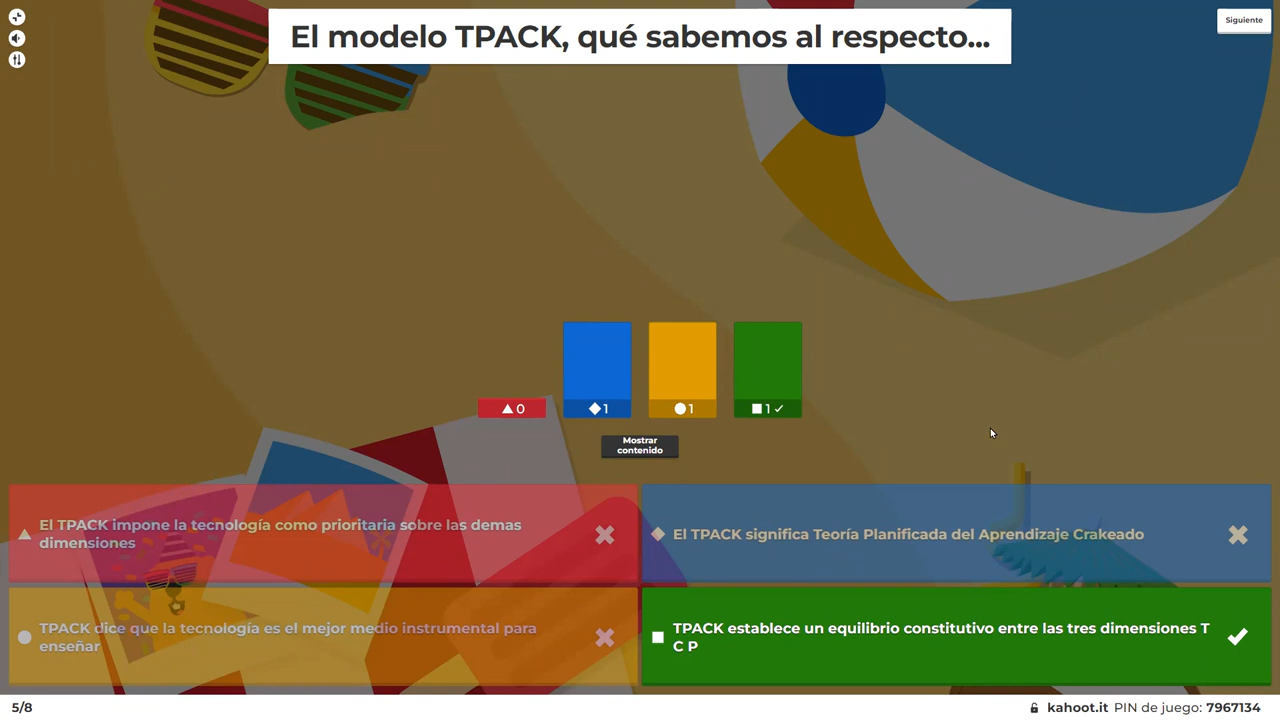 El modelo TPACK, qué sabemos al respecto...
Siguiente
0
1
1
1
Mostrar
contenido
El TPACK impone la tecnología como prioritaria sobre las demas
dimensiones
El TPACK significa Teoría Planificada del Aprendizaje Crakeado
TPACK dice que la tecnología es el mejor medio instrumental para
enseñar
TPACK establece un equilibrio constitutivo entre las tres dimensiones T
C P
5/8
kahoot.it PIN de juego: 7967134